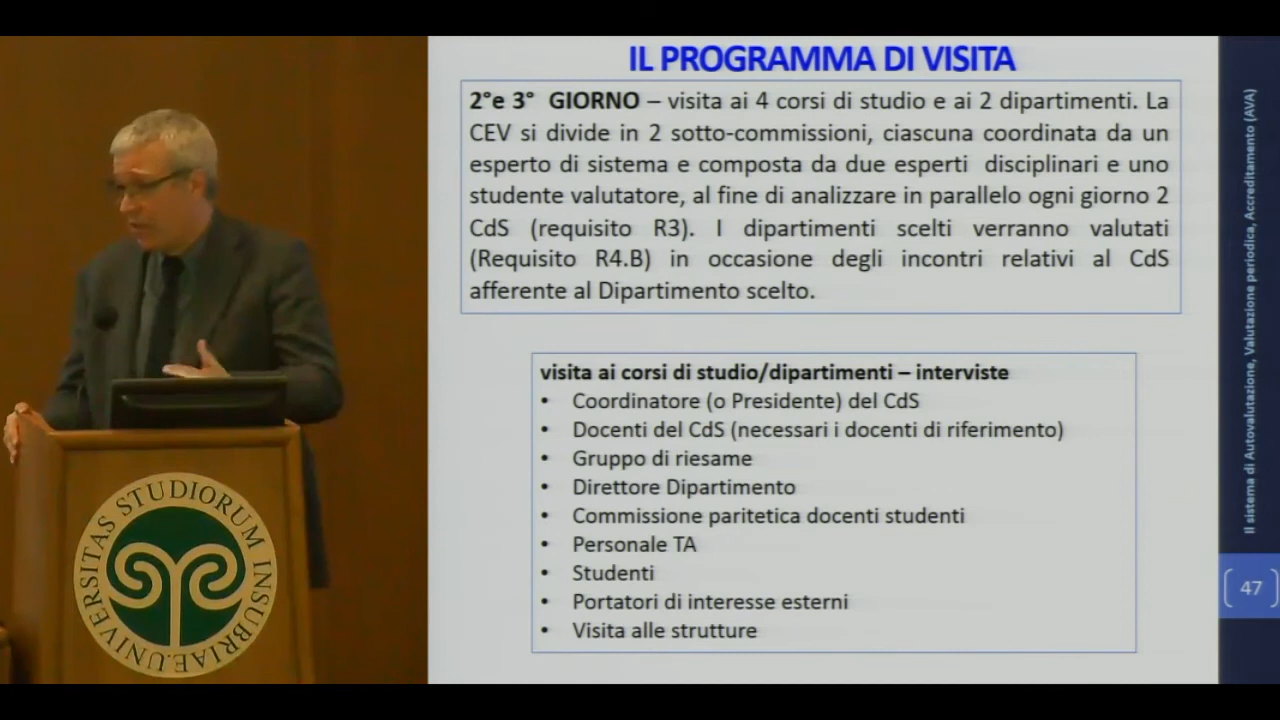 IL PROGRAMMA DI VISITA
2°e 3° GIORNO – visita ai 4 corsi di studio e ai 2 dipartimenti. La
CEV si divide in 2 sotto-commissioni, ciascuna coordinata da un
esperto di sistema e composta da due esperti disciplinari e uno
studente valutatore, al fine di analizzare in parallelo ogni giorno 2
CdS (requisito R3). I dipartimenti scelti verranno valutati
(Requisito R4.B) in occasione degli incontri relativi al CdS
afferente al Dipartimento scelto.
visita ai corsi di studio/dipartimenti – interviste
• Coordinatore (o Presidente) del CdS
• Docenti del CdS (necessari i docenti di riferimento)
• Gruppo di riesame
• Direttore Dipartimento
• Commissione paritetica docenti studenti
• Personale TA
• Studenti
• Portatori di interesse esterni
• Visita alle strutture
Il sistema di Autovalutazione, Valutazione periodica, Accreditamento (AVA)
47
UNIVERSITAS STUDIORUM INSUBRIAE